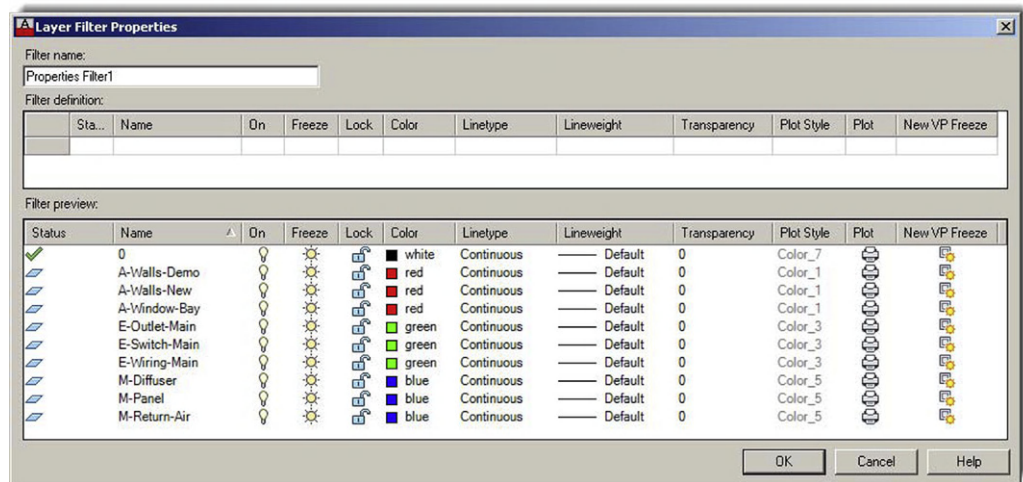 Layer Filter Properties
Filter name:
Properties Filter1
Filter definition:
Sta... Name On Freeze Lock Color Linetype Lineweight Transparency Plot Style Plot New VP Freeze
Filter preview:
Status Name On Freeze Lock Color Linetype Lineweight Transparency Plot Style Plot New VP Freeze
0 white Continuous Default 0 Color_7
A-Walls-Demo red Continuous Default 0 Color_1
A-Walls-New red Continuous Default 0 Color_1
A-Window-Bay red Continuous Default 0 Color_1
E-Outlet-Main green Continuous Default 0 Color_3
E-Switch-Main green Continuous Default 0 Color_3
E-Wiring-Main green Continuous Default 0 Color_3
M-Diffuser blue Continuous Default 0 Color_5
M-Panel blue Continuous Default 0 Color_5
M-Return-Air blue Continuous Default 0 Color_5
OK Cancel Help